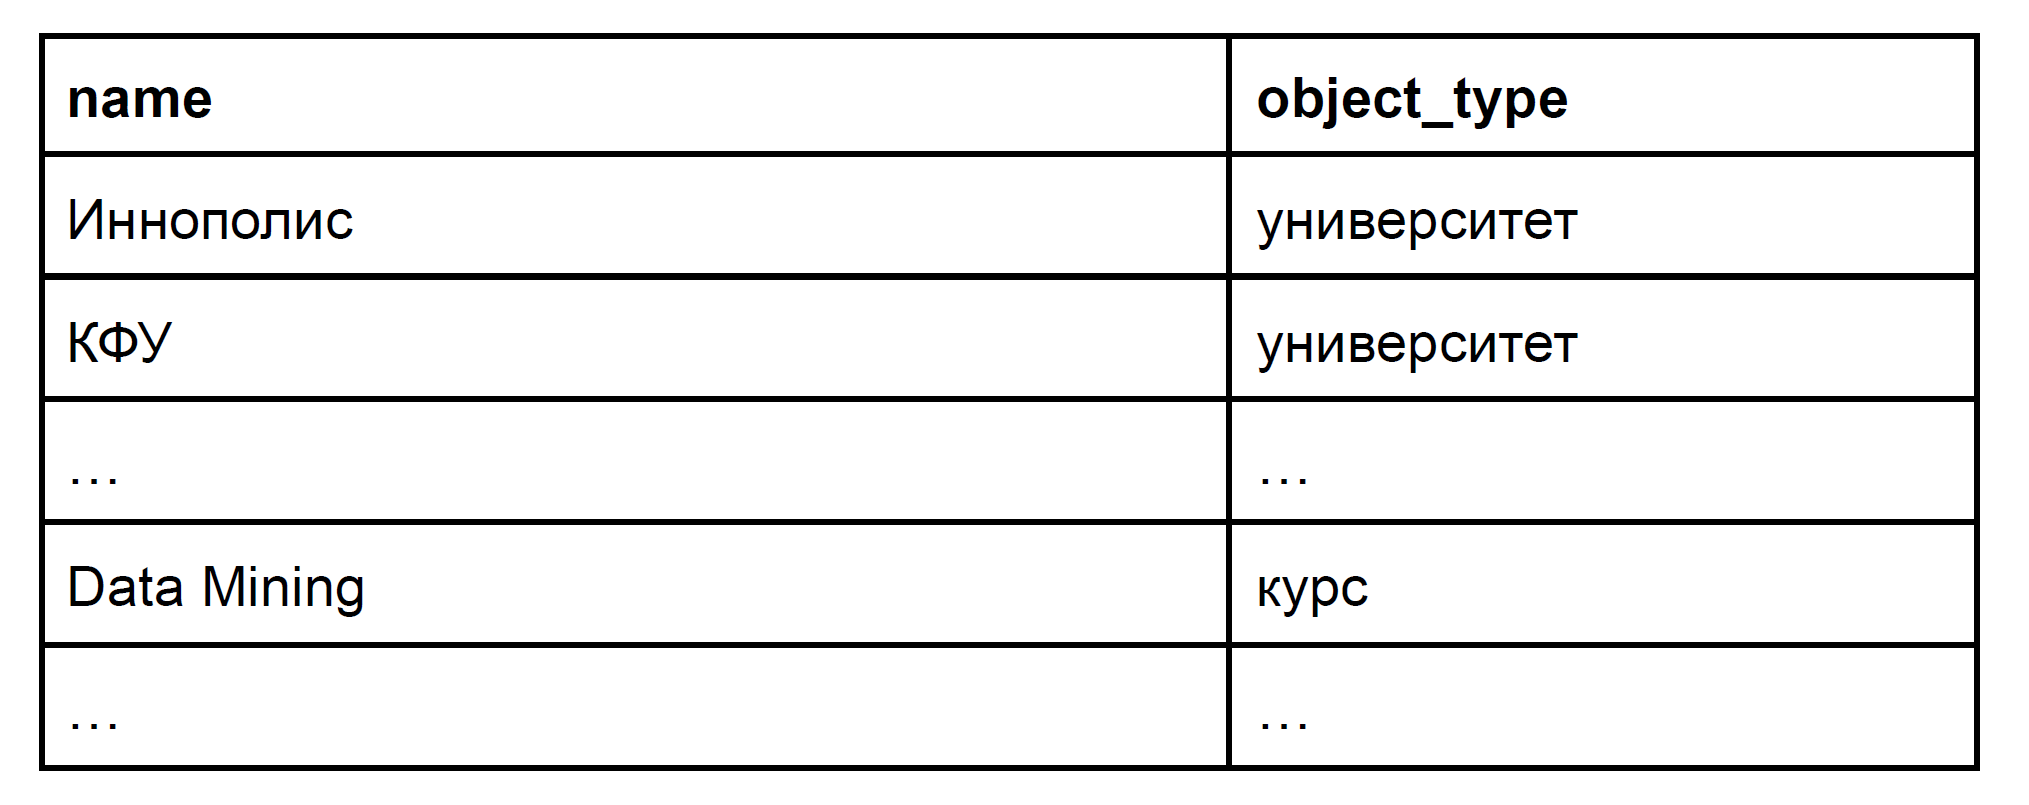 name object_type
Иннополис университет
КФУ университет
… …
Data Mining курс
… …